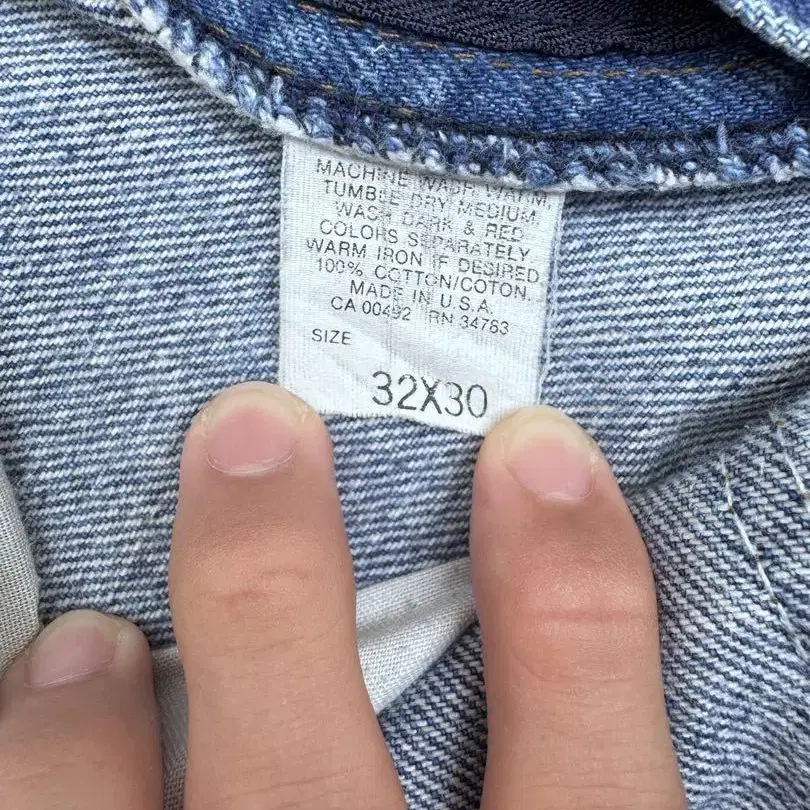 MACHINE WASH WARM.
TUMBLE DRY MEDIUM.
WASH DARK & RED
COLORS SEPARATELY.
WARM IRON IF DESIRED
100% COTTON/COTON.
MADE IN U.S.A.
CA 00492 RN 34763
SIZE
32X30